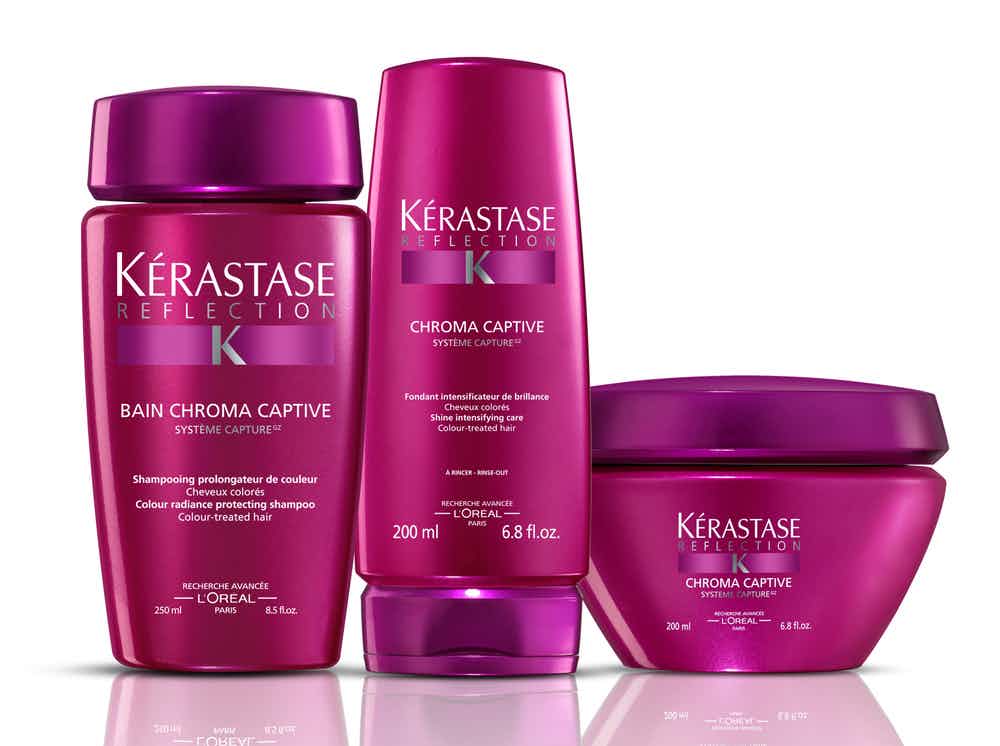 KÉRASTASE
REFLECTION
K
BAIN CHROMA CAPTIVE
SYSTÈME CAPTURE GZ
Shampooing prolongateur de couleur
Cheveux colorés
Colour radiance protecting shampoo
Colour-treated hair
RECHERCHE AVANCÉE
L'ORÉAL
PARIS
250 ml 8.5 fl.oz.
KÉRASTASE
REFLECTION
K
CHROMA CAPTIVE
SYSTÈME CAPTURE GZ
Fondant intensificateur de brillance
Cheveux colorés
Shine intensifying care
Colour-treated hair
À RINCER - RINSE-OUT
RECHERCHE AVANCÉE
L'ORÉAL
PARIS
200 ml 6.8 fl.oz.
KÉRASTASE
REFLECTION
K
CHROMA CAPTIVE
SYSTÈME CAPTURE GZ
RECHERCHE AVANCÉE
L'ORÉAL
PARIS
200 ml 6.8 fl.oz.